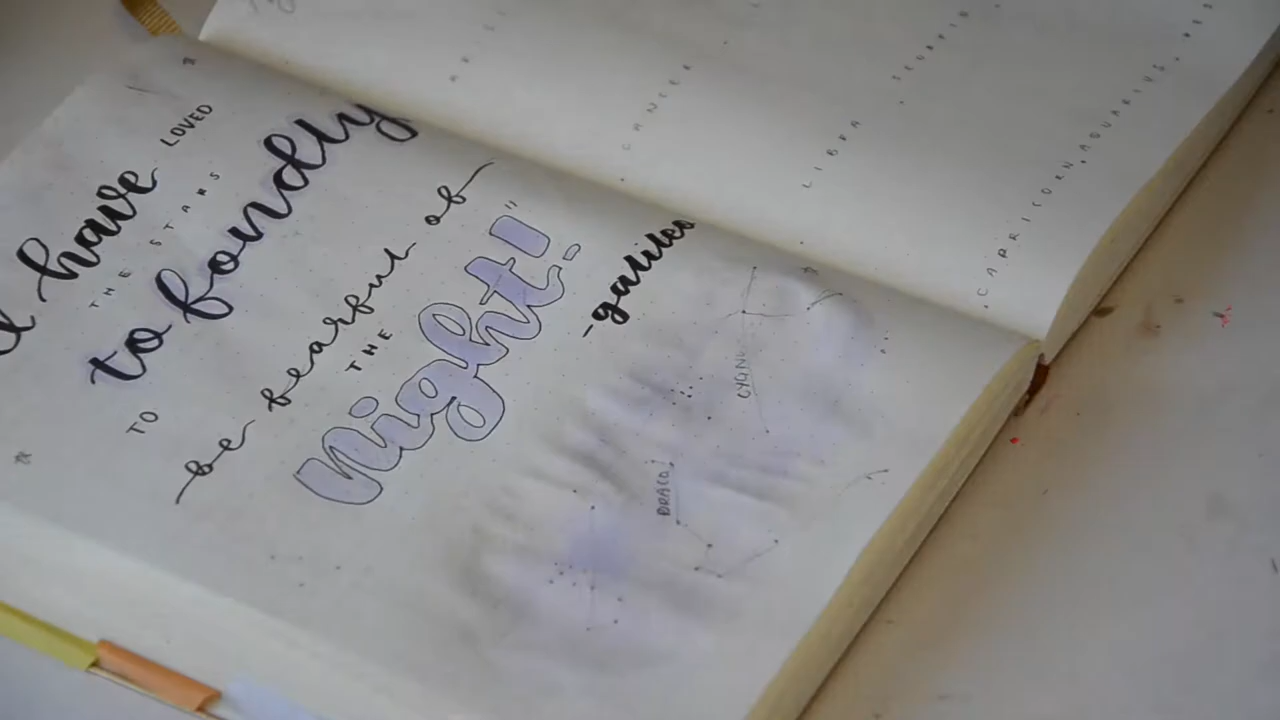 I have LOVED
THE STARS
to fondly
TO
be fearful of
THE
Night!"
-galileo
CYGNUS
DRACO
LIBRA
SCORPIO
CAPRICORN, AQUARIUS,